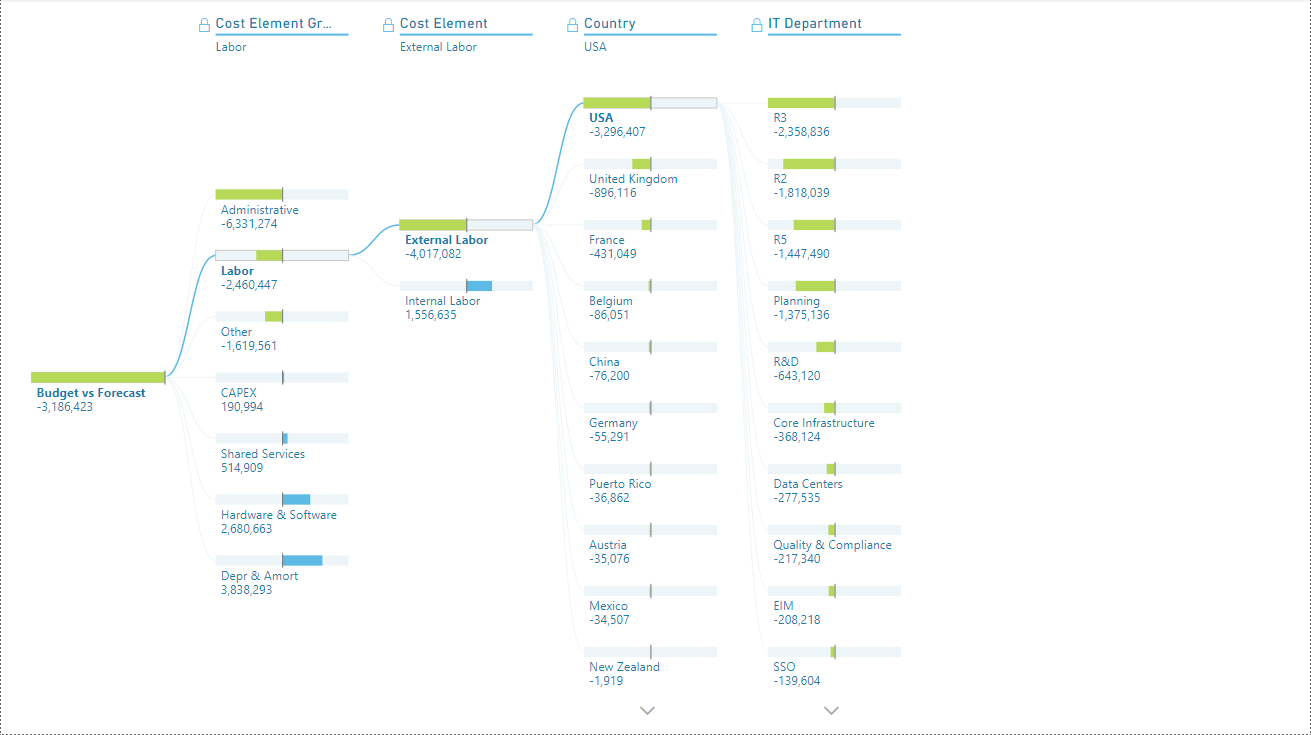 Cost Element Gr...
Labor
Cost Element
External Labor
Country
USA
IT Department
Budget vs Forecast
-3,186,423
Administrative
-6,331,274
Labor
-2,460,447
Other
-1,619,561
CAPEX
190,994
Shared Services
514,909
Hardware & Software
2,680,663
Depr & Amort
3,838,293
External Labor
-4,017,082
Internal Labor
1,556,635
USA
-3,296,407
United Kingdom
-896,116
France
-431,049
Belgium
-86,051
China
-76,200
Germany
-55,291
Puerto Rico
-36,862
Austria
-35,076
Mexico
-34,507
New Zealand
-1,919
R3
-2,358,836
R2
-1,818,039
R5
-1,447,490
Planning
-1,375,136
R&D
-643,120
Core Infrastructure
-368,124
Data Centers
-277,535
Quality & Compliance
-217,340
EIM
-208,218
SSO
-139,604